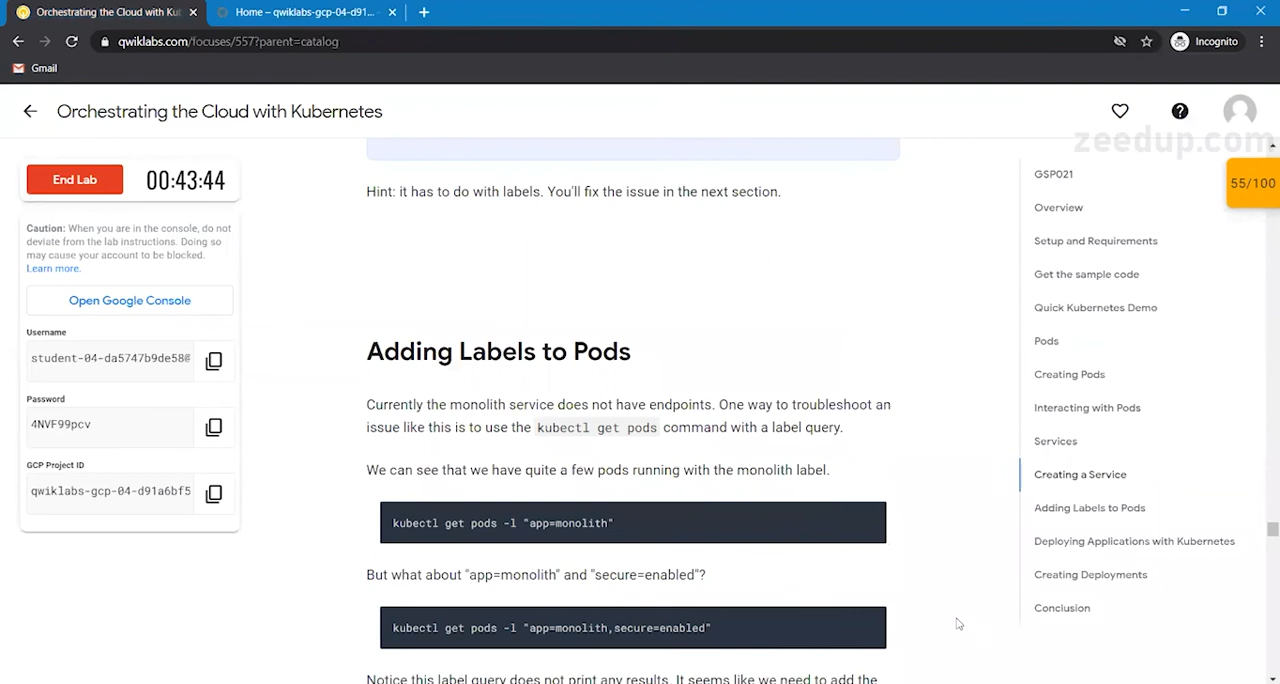 Orchestrating the Cloud with Kut
Home – qwiklabs-gcp-04-d91...
qwiklabs.com/focuses/557?parent=catalog
Incognito
Gmail
Orchestrating the Cloud with Kubernetes
zeedup.com
End Lab
00:43:44
55/100
Caution: When you are in the console, do not
deviate from the lab instructions. Doing so
may cause your account to be blocked.
Learn more.
Open Google Console
Username
student-04-da5747b9de58@
Password
4NVF99pcv
GCP Project ID
qwiklabs-gcp-04-d91a6bf5
Hint: it has to do with labels. You'll fix the issue in the next section.
Adding Labels to Pods
Currently the monolith service does not have endpoints. One way to troubleshoot an
issue like this is to use the kubectl get pods command with a label query.
We can see that we have quite a few pods running with the monolith label.
kubectl get pods -l "app=monolith"
But what about "app=monolith" and "secure=enabled"?
kubectl get pods -l "app=monolith,secure=enabled"
Notice this label query does not print any results. It seems like we need to add the
GSP021
Overview
Setup and Requirements
Get the sample code
Quick Kubernetes Demo
Pods
Creating Pods
Interacting with Pods
Services
Creating a Service
Adding Labels to Pods
Deploying Applications with Kubernetes
Creating Deployments
Conclusion